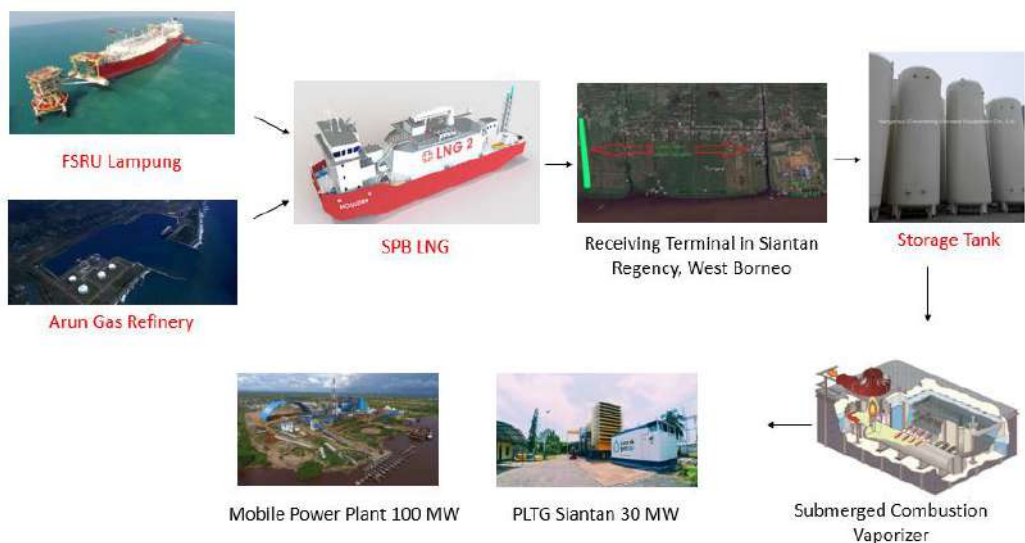 FSRU Lampung
LNG 2
SPB LNG
Receiving Terminal in Siantan
Regency, West Borneo
Storage Tank
Arun Gas Refinery
Mobile Power Plant 100 MW
PLTG Siantan 30 MW
Submerged Combustion
Vaporizer